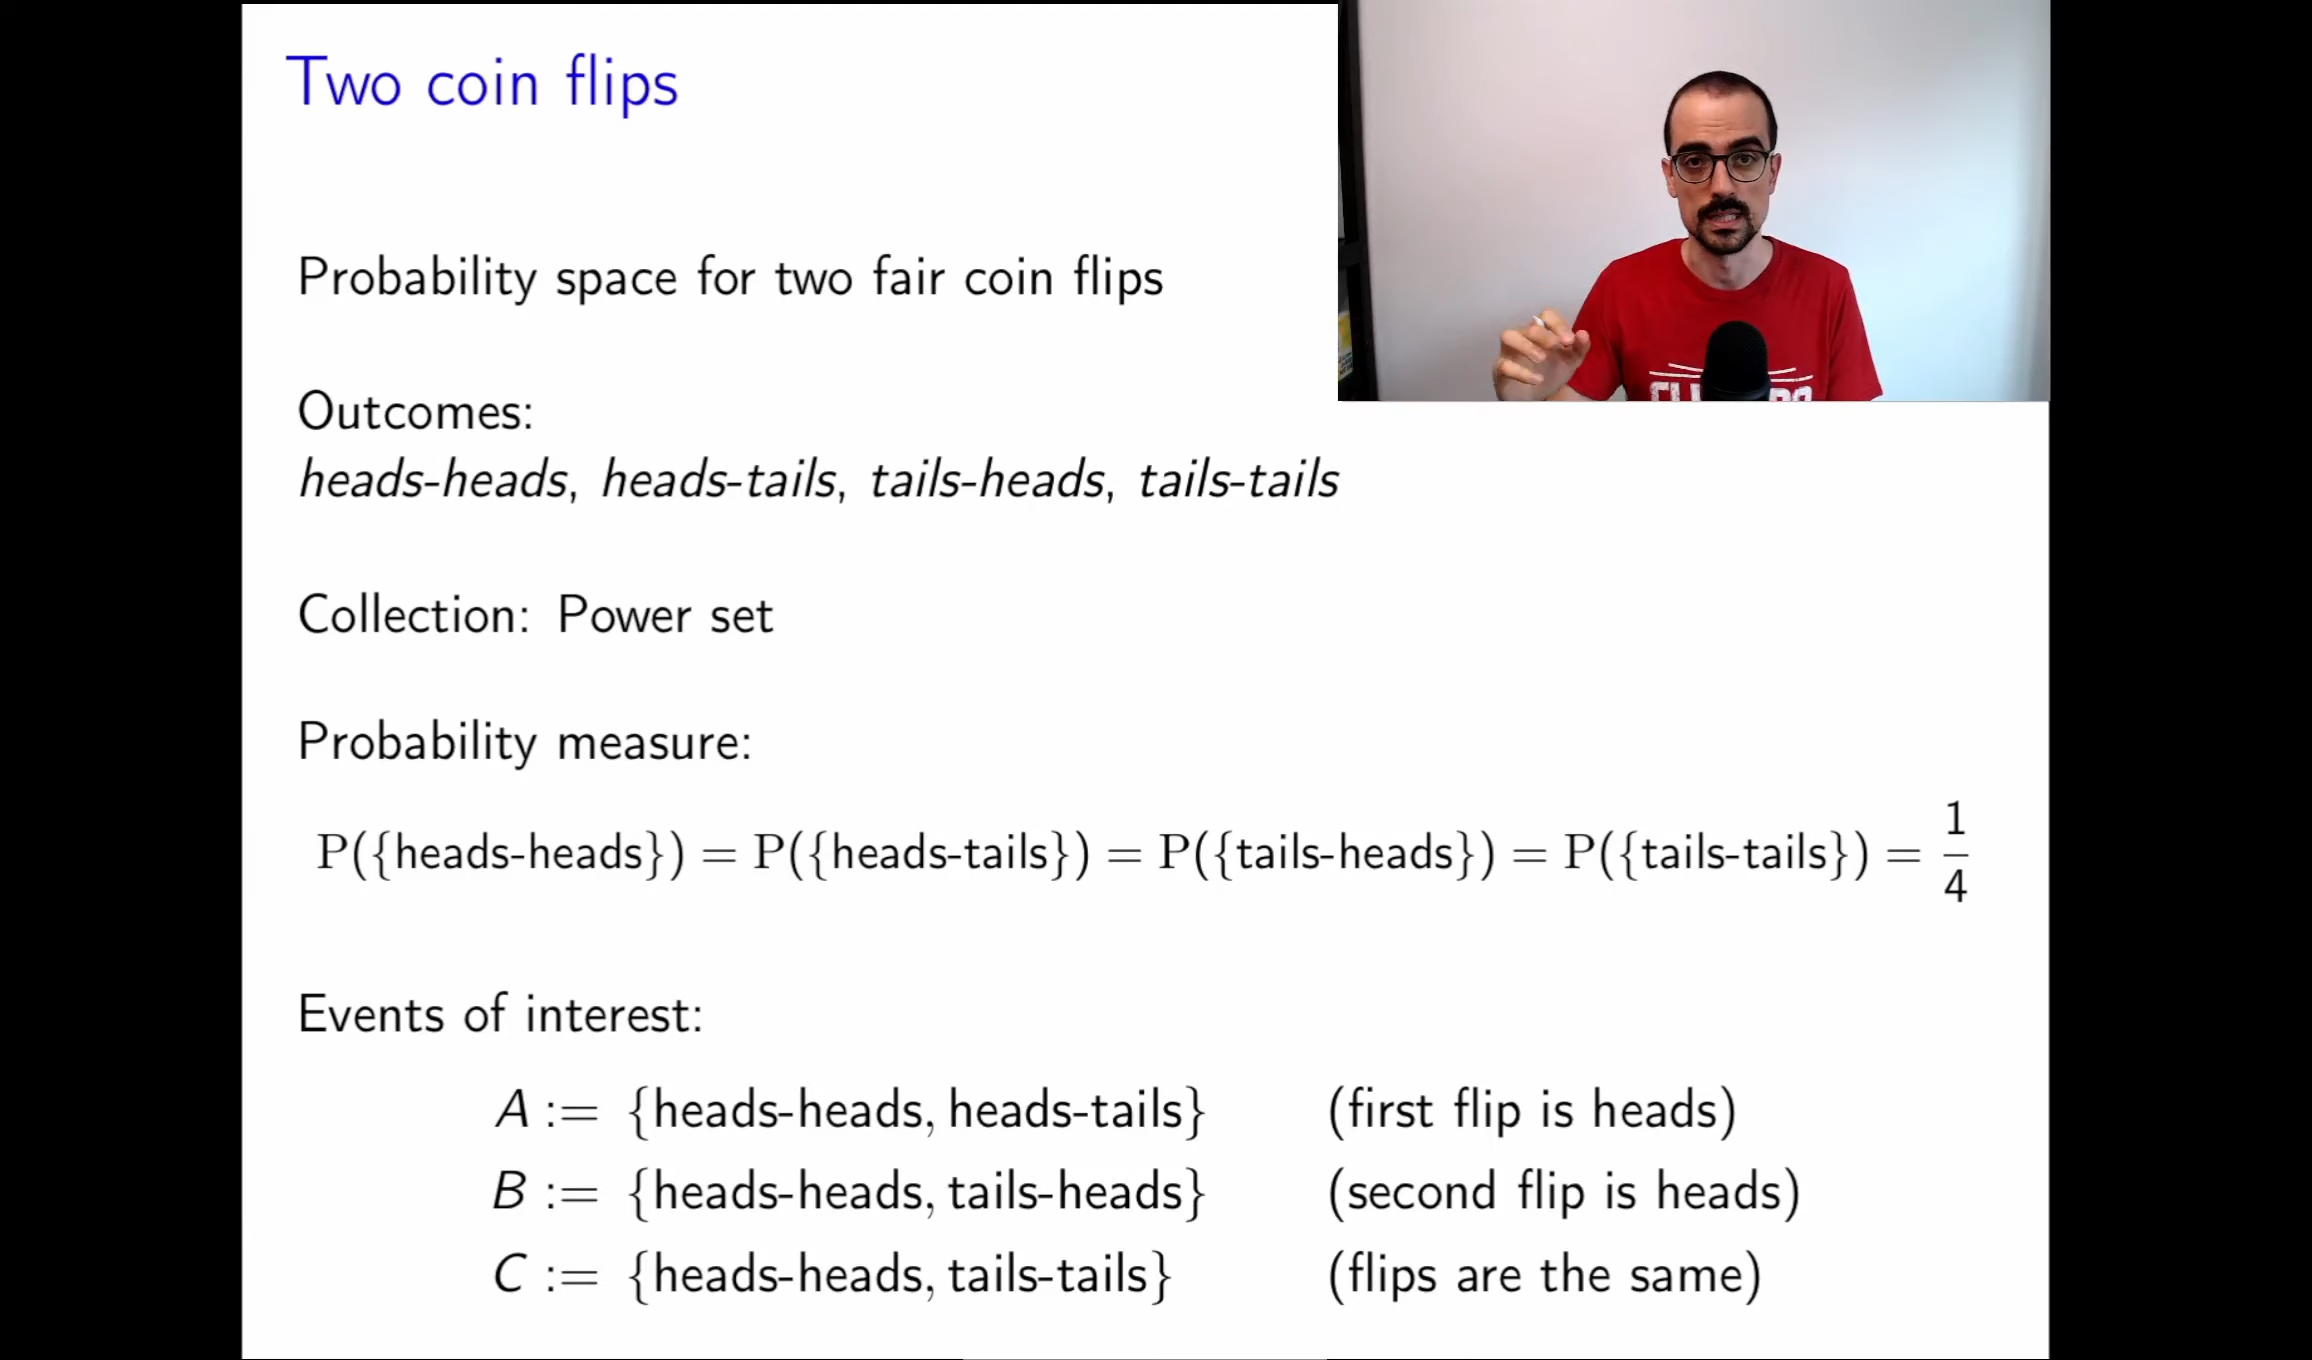 Two coin flips
Probability space for two fair coin flips
Outcomes:
heads-heads, heads-tails, tails-heads, tails-tails
Collection: Power set
Probability measure:
P({heads-heads}) = P({heads-tails}) = P({tails-heads}) = P({tails-tails}) = 1/4
Events of interest:
A := {heads-heads, heads-tails} (first flip is heads)
B := {heads-heads, tails-heads} (second flip is heads)
C := {heads-heads, tails-tails} (flips are the same)